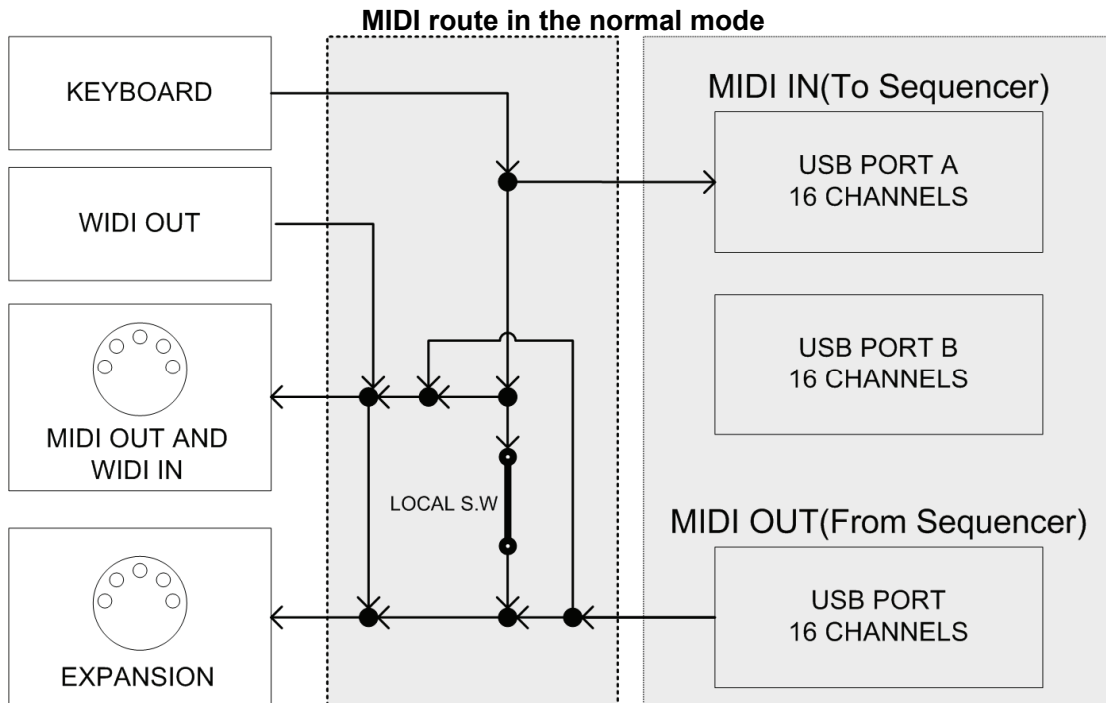 MIDI route in the normal mode
KEYBOARD
WIDI OUT
MIDI OUT AND
WIDI IN
EXPANSION
LOCAL S.W
MIDI IN(To Sequencer)
USB PORT A
16 CHANNELS
USB PORT B
16 CHANNELS
MIDI OUT(From Sequencer)
USB PORT
16 CHANNELS